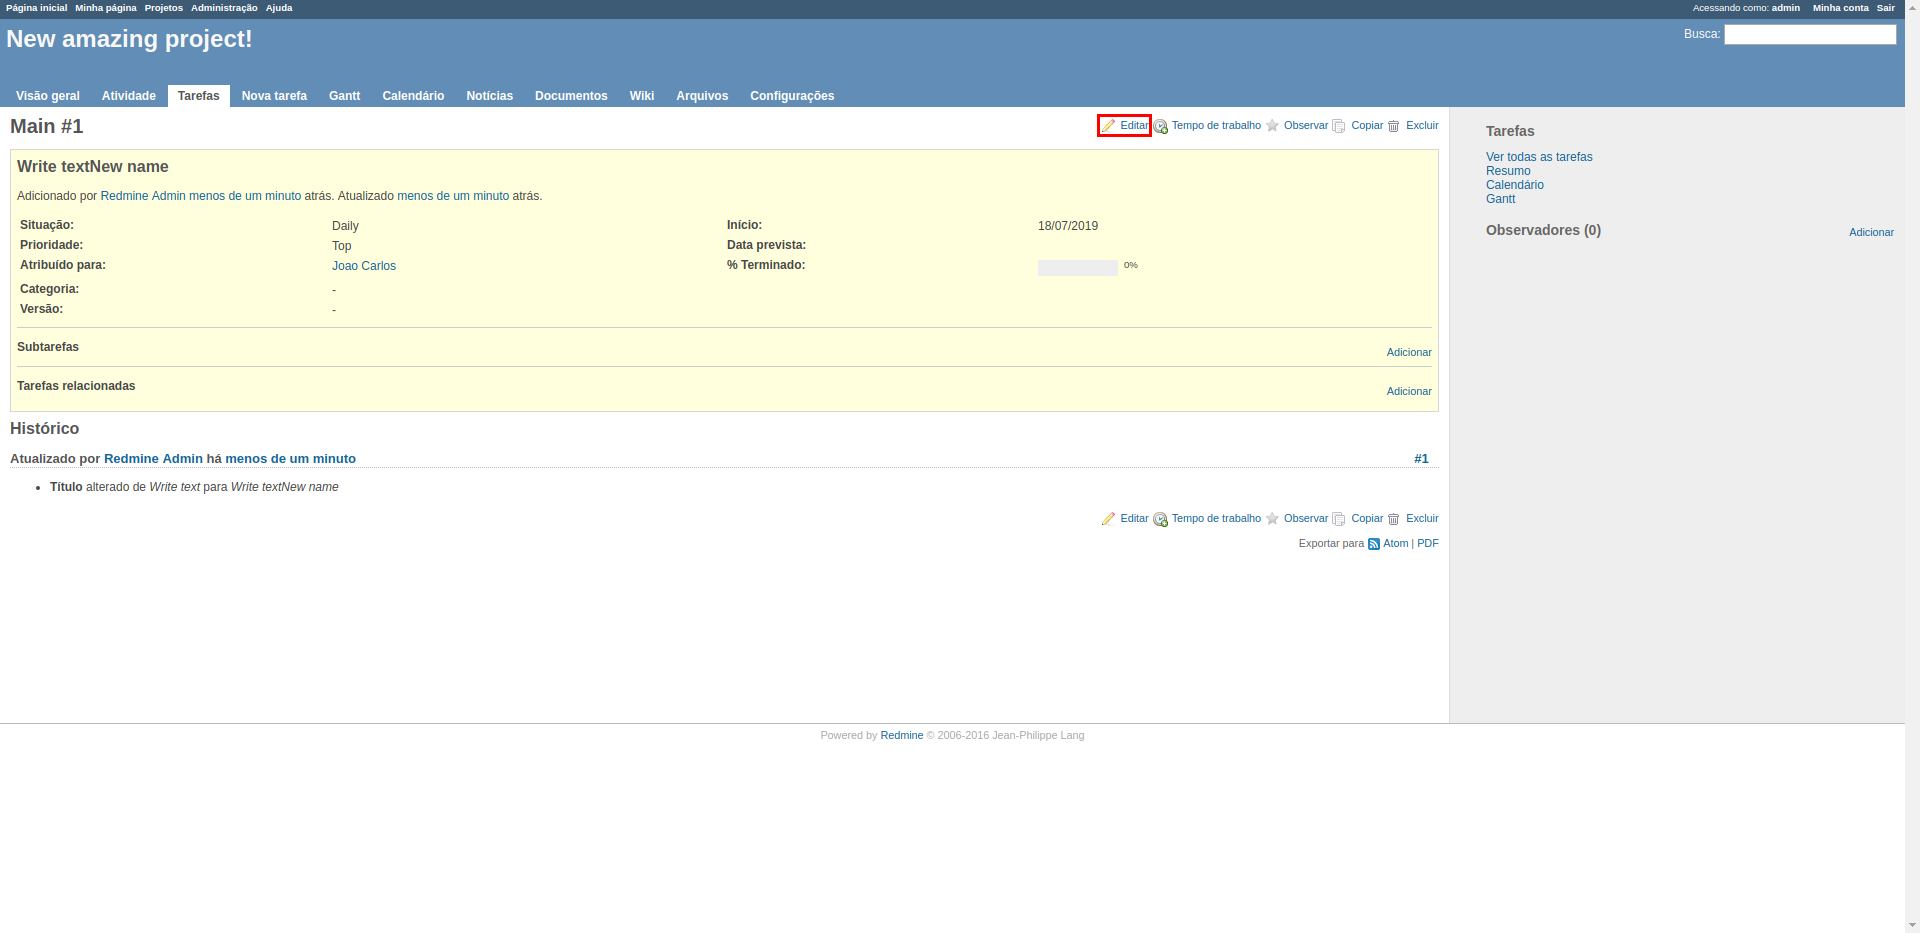 Página inicial Minha página Projetos Administração Ajuda Acessando como: admin Minha conta Sair
New amazing project! Busca:
Visão geral Atividade Tarefas Nova tarefa Gantt Calendário Notícias Documentos Wiki Arquivos Configurações
Main #1 Editar Tempo de trabalho Observar Copiar Excluir
Write textNew name
Adicionado por Redmine Admin menos de um minuto atrás. Atualizado menos de um minuto atrás.
Situação: Daily Início: 18/07/2019
Prioridade: Top Data prevista:
Atribuído para: Joao Carlos % Terminado: 0%
Categoria: -
Versão: -
Subtarefas Adicionar
Tarefas relacionadas Adicionar
Histórico
Atualizado por Redmine Admin há menos de um minuto #1
• Título alterado de Write text para Write textNew name
Editar Tempo de trabalho Observar Copiar Excluir
Exportar para Atom | PDF
Tarefas
Ver todas as tarefas
Resumo
Calendário
Gantt
Observadores (0) Adicionar
Powered by Redmine © 2006-2016 Jean-Philippe Lang